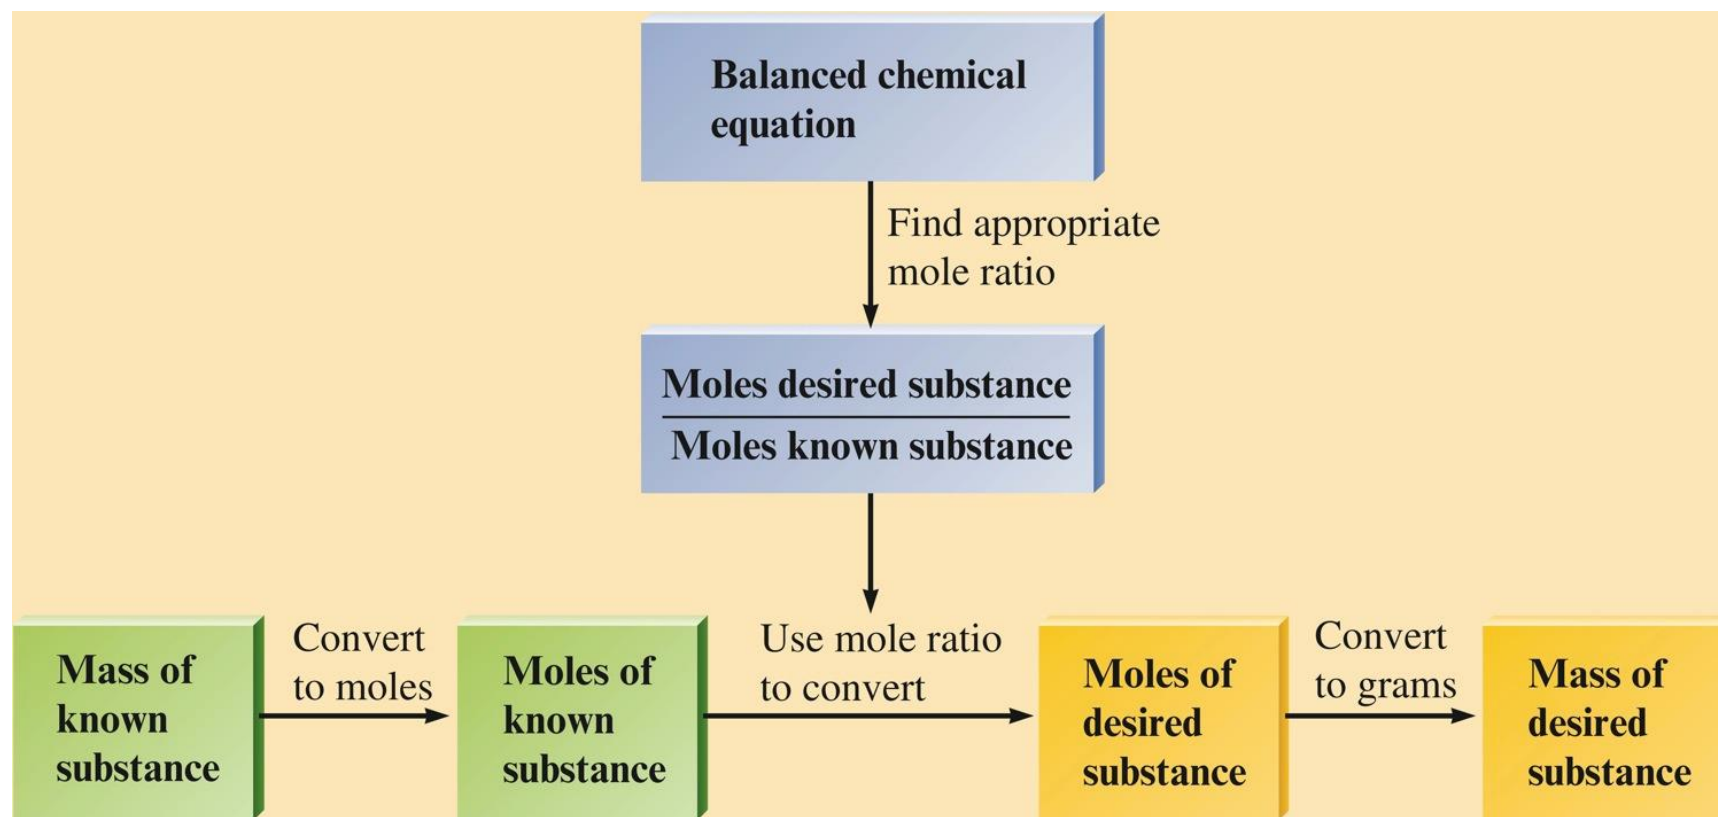 Balanced chemical
equation
Find appropriate
mole ratio
Moles desired substance
Moles known substance
Mass of
known
substance
Convert
to moles
Moles of
known
substance
Use mole ratio
to convert
Moles of
desired
substance
Convert
to grams
Mass of
desired
substance